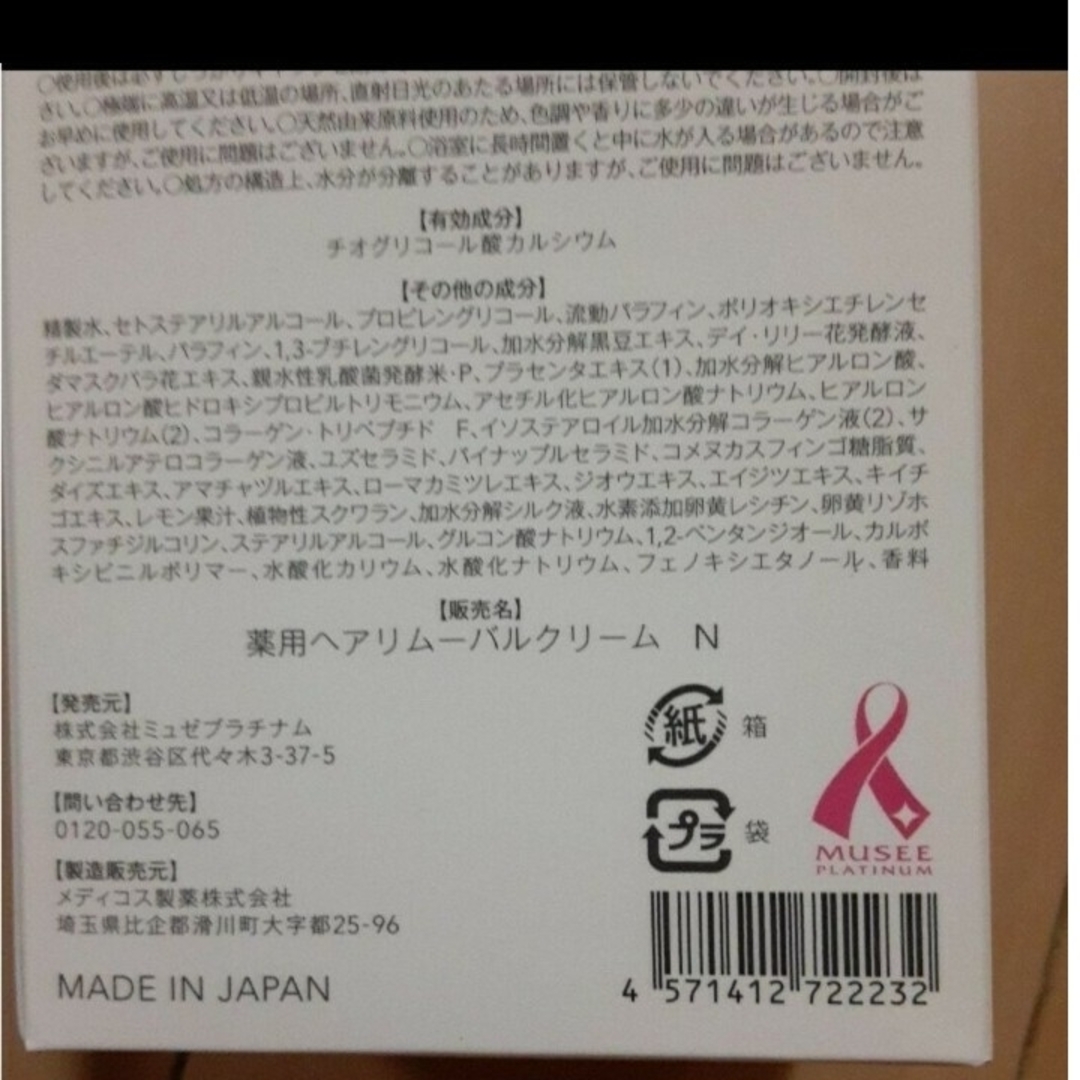 さい。○極端に高温又は低温の場所、直射日光のあたる場所には保管しないでください。○開封後は
お早めに使用してください。○天然由来原料使用のため、色調や香りに多少の違いが生じる場合がご
ざいますが、ご使用に問題はございません。○浴室に長時間置くと中に水が入る場合があるので注意
してください。○処方の構造上、水分が分離することがありますが、ご使用に問題はございません。
【有効成分】
チオグリコール酸カルシウム
【その他の成分】
精製水、セトステアリルアルコール、プロピレングリコール、流動パラフィン、ポリオキシエチレンセ
チルエーテル、パラフィン、1,3-ブチレングリコール、加水分解黒豆エキス、デイ・リリー花発酵液、
ダマスクバラ花エキス、親水性乳酸菌発酵米・P、プラセンタエキス(1)、加水分解ヒアルロン酸、
ヒアルロン酸ヒドロキシプロピルトリモニウム、アセチル化ヒアルロン酸ナトリウム、ヒアルロン
酸ナトリウム(2)、コラーゲン・トリペプチド　F、イソステアロイル加水分解コラーゲン液(2)、サ
クシニルアテロコラーゲン液、ユズセラミド、パイナップルセラミド、コメヌカスフィンゴ糖脂質、
ダイズエキス、アマチャヅルエキス、ローマカミツレエキス、ジオウエキス、エイジツエキス、キイチ
ゴエキス、レモン果汁、植物性スクワラン、加水分解シルク液、水素添加卵黄レシチン、卵黄リゾホ
スファチジルコリン、ステアリルアルコール、グルコン酸ナトリウム、1,2-ペンタンジオール、カルボ
キシビニルポリマー、水酸化カリウム、水酸化ナトリウム、フェノキシエタノール、香料
【販売名】
薬用ヘアリムーバルクリーム　N
【発売元】
株式会社ミュゼプラチナム
東京都渋谷区代々木3-37-5
【問い合わせ先】
0120-055-065
【製造販売元】
メディコス製薬株式会社
埼玉県比企郡滑川町大字都25-96
MADE IN JAPAN
紙 箱
プラ 袋
MUSEE
PLATINUM
4 571412 722232